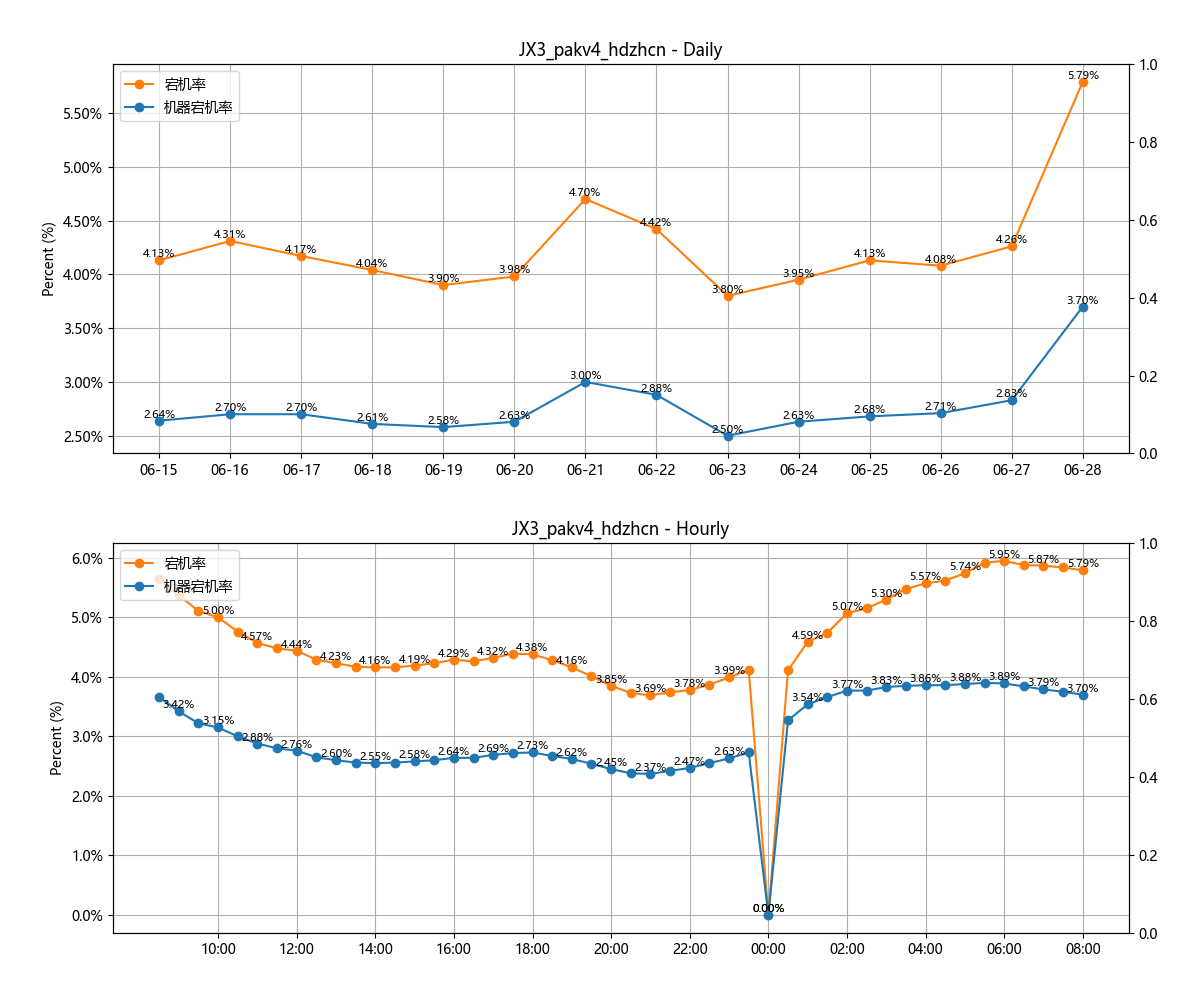 JX3_pakv4_hdzhcn - Daily
宕机率
机器宕机率
Percent (%)
5.50%
5.00%
4.50%
4.00%
3.50%
3.00%
2.50%
1.0
0.8
0.6
0.4
0.2
0.0
4.13% 4.31% 4.17% 4.04% 3.90% 3.98% 4.70% 4.42% 3.80% 3.95% 4.13% 4.08% 4.26% 5.79%
2.64% 2.70% 2.70% 2.61% 2.58% 2.63% 3.00% 2.88% 2.50% 2.63% 2.68% 2.71% 2.83% 3.70%
06-15 06-16 06-17 06-18 06-19 06-20 06-21 06-22 06-23 06-24 06-25 06-26 06-27 06-28
JX3_pakv4_hdzhcn - Hourly
宕机率
机器宕机率
Percent (%)
6.0%
5.0%
4.0%
3.0%
2.0%
1.0%
0.0%
1.0
0.8
0.6
0.4
0.2
0.0
5.00% 4.57% 4.44% 4.23% 4.16% 4.19% 4.29% 4.32% 4.38% 4.16% 3.85% 3.69% 3.78% 3.99% 0.00% 4.59% 5.07% 5.30% 5.57% 5.74% 5.95% 5.87% 5.79%
3.42% 3.15% 2.88% 2.76% 2.60% 2.55% 2.58% 2.64% 2.69% 2.73% 2.62% 2.45% 2.37% 2.47% 2.63% 0.00% 3.54% 3.77% 3.83% 3.86% 3.88% 3.89% 3.79% 3.70%
10:00 12:00 14:00 16:00 18:00 20:00 22:00 00:00 02:00 04:00 06:00 08:00